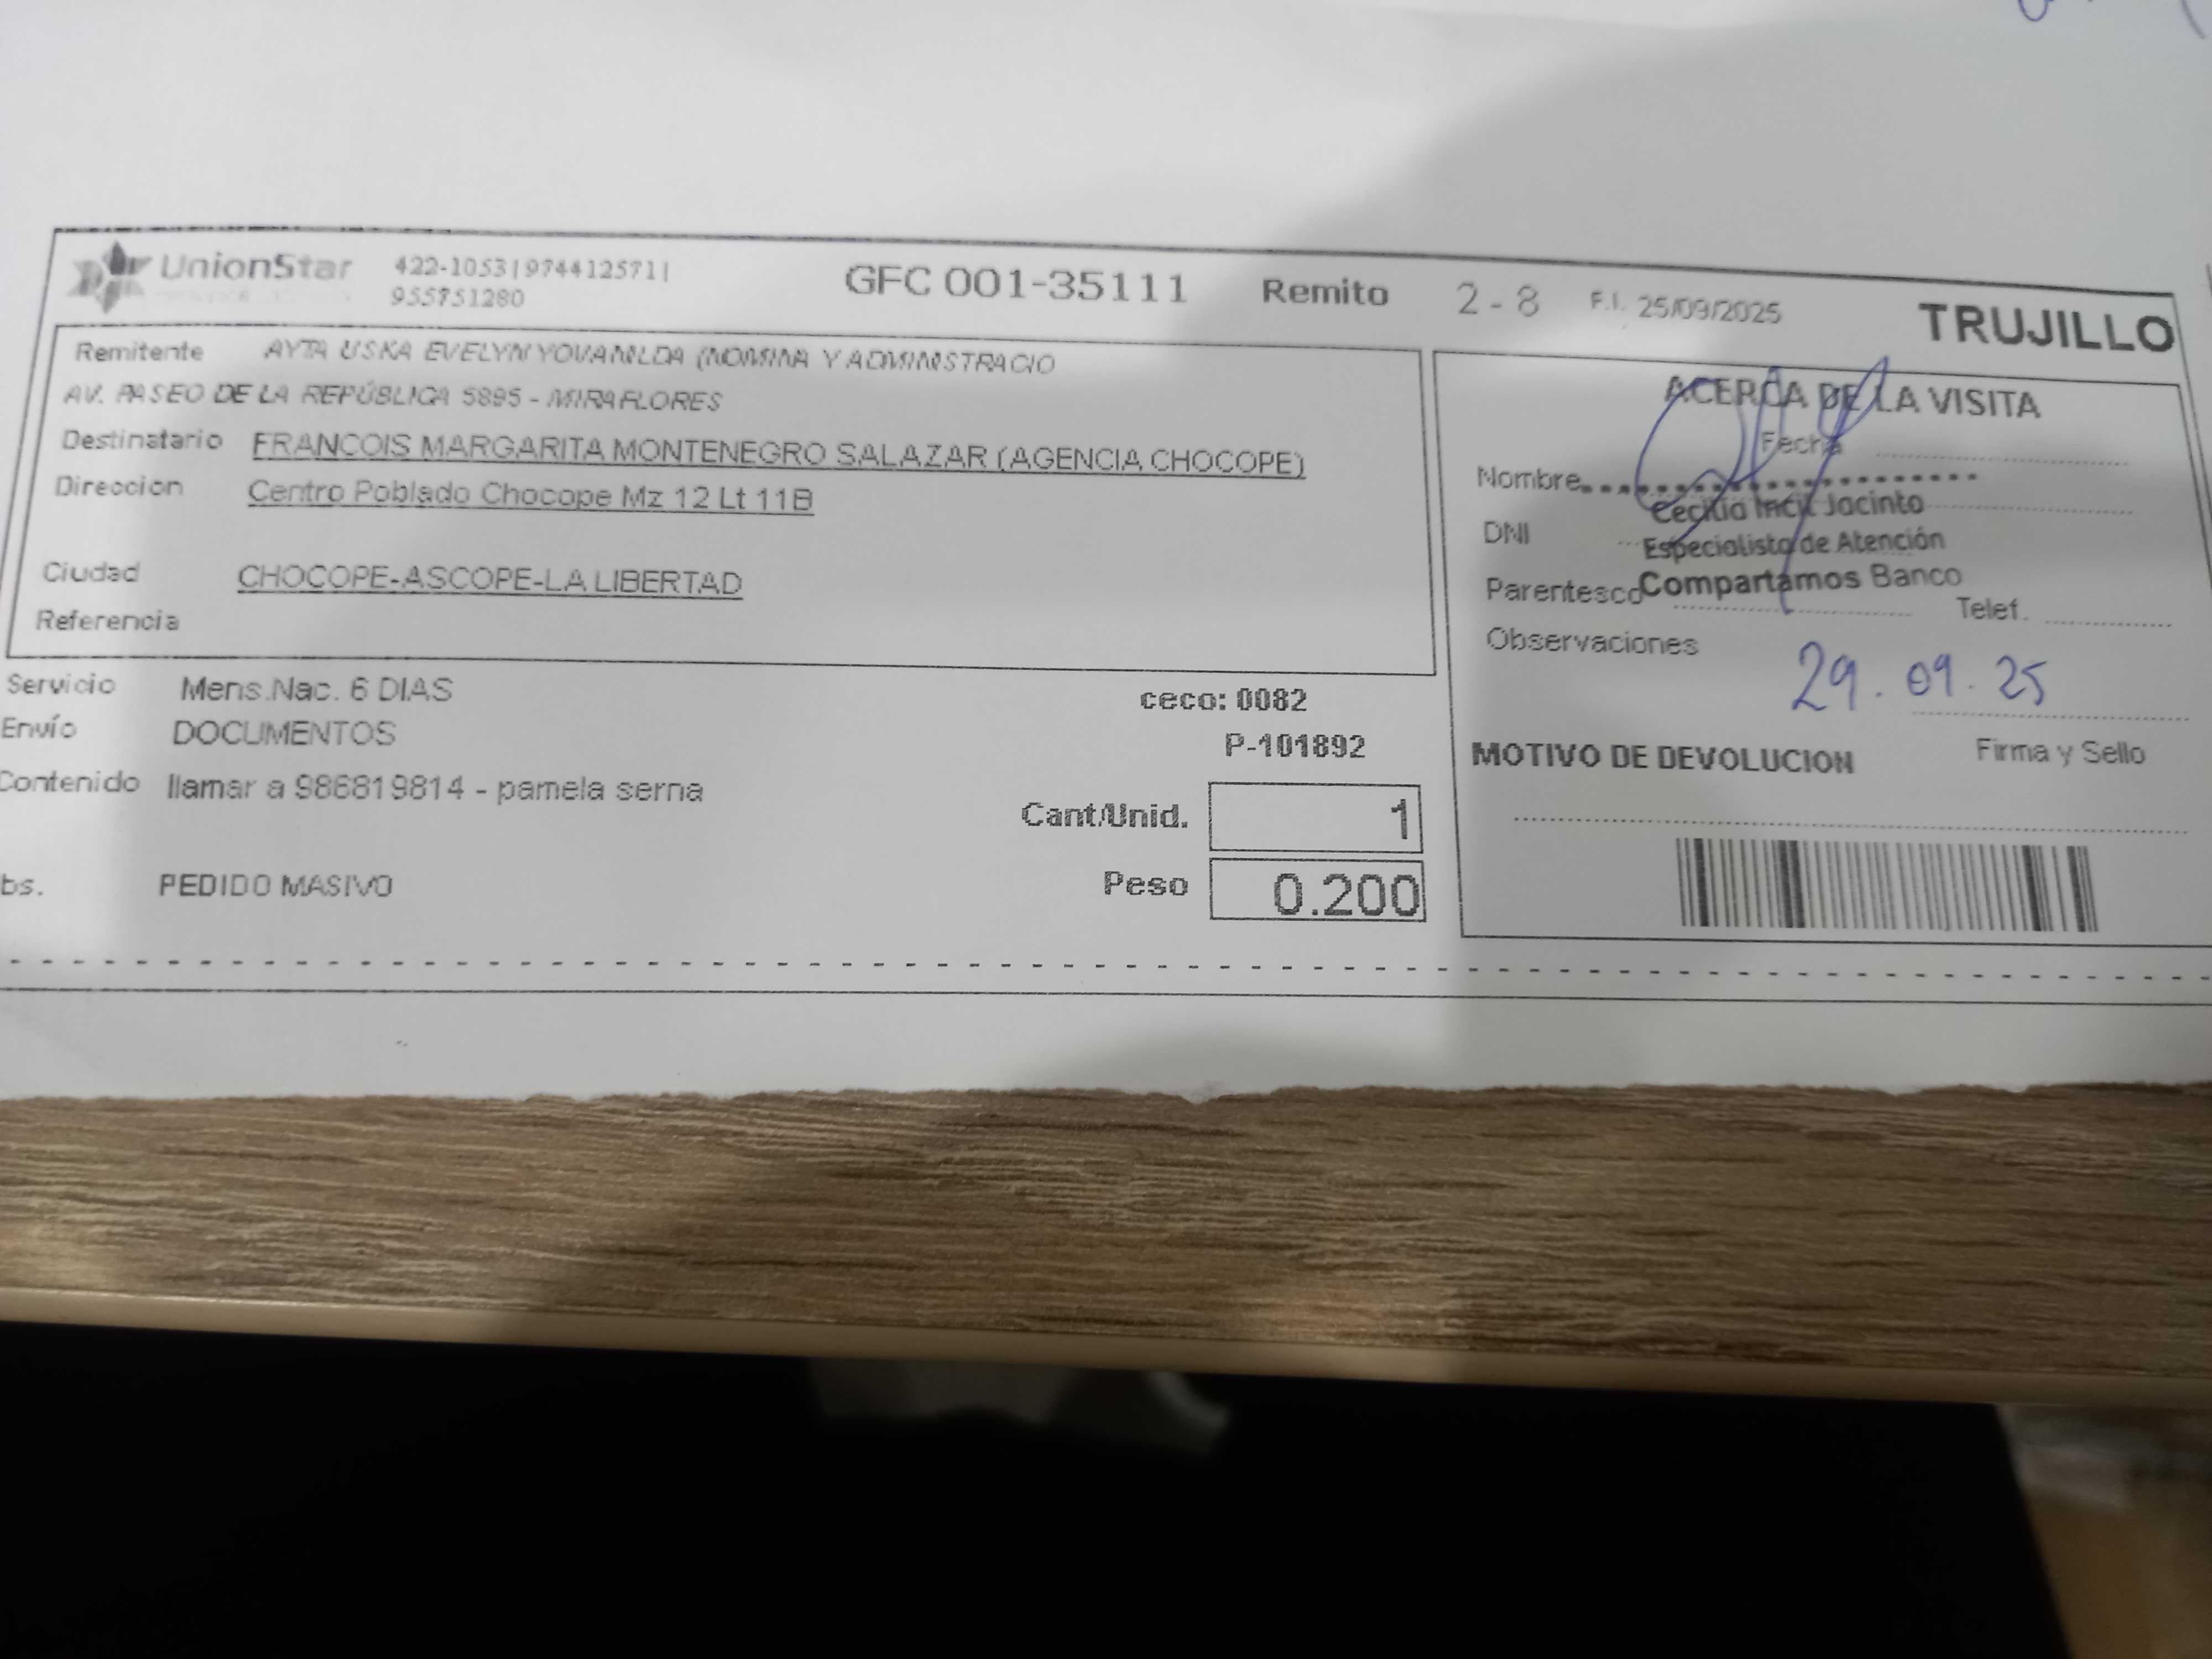 UnionStar 422-1053|974412571| GFC 001-35111 Remito 2 - 8 F.I. 25/09/2025 TRUJILLO
955751280
Remitente AYTA USKA EVELYN YOVANILDA (NOMINA Y ADMINISTRACIO
AV. PASEO DE LA REPÚBLICA 5895 - MIRAFLORES
Destinatario FRANCOIS MARGARITA MONTENEGRO SALAZAR (AGENCIA CHOCOPE)
Direccion Centro Poblado Chocope Mz 12 Lt 11B
Ciudad CHOCOPE-ASCOPE-LA LIBERTAD
Referencia
Servicio Mens.Nac. 6 DIAS
Envío DOCUMENTOS
Contenido llamar a 986819814 - pamela serna
bs. PEDIDO MASIVO
ceco: 0082
P-101892
Cant/Unid. 1
Peso 0.200
ACERCA DE LA VISITA
Fecha
Nombre
Cecilia Incil Jacinto
DNI
Especialista de Atención
Parentesco Compartamos Banco
Telef.
Observaciones
29.09.25
MOTIVO DE DEVOLUCION Firma y Sello